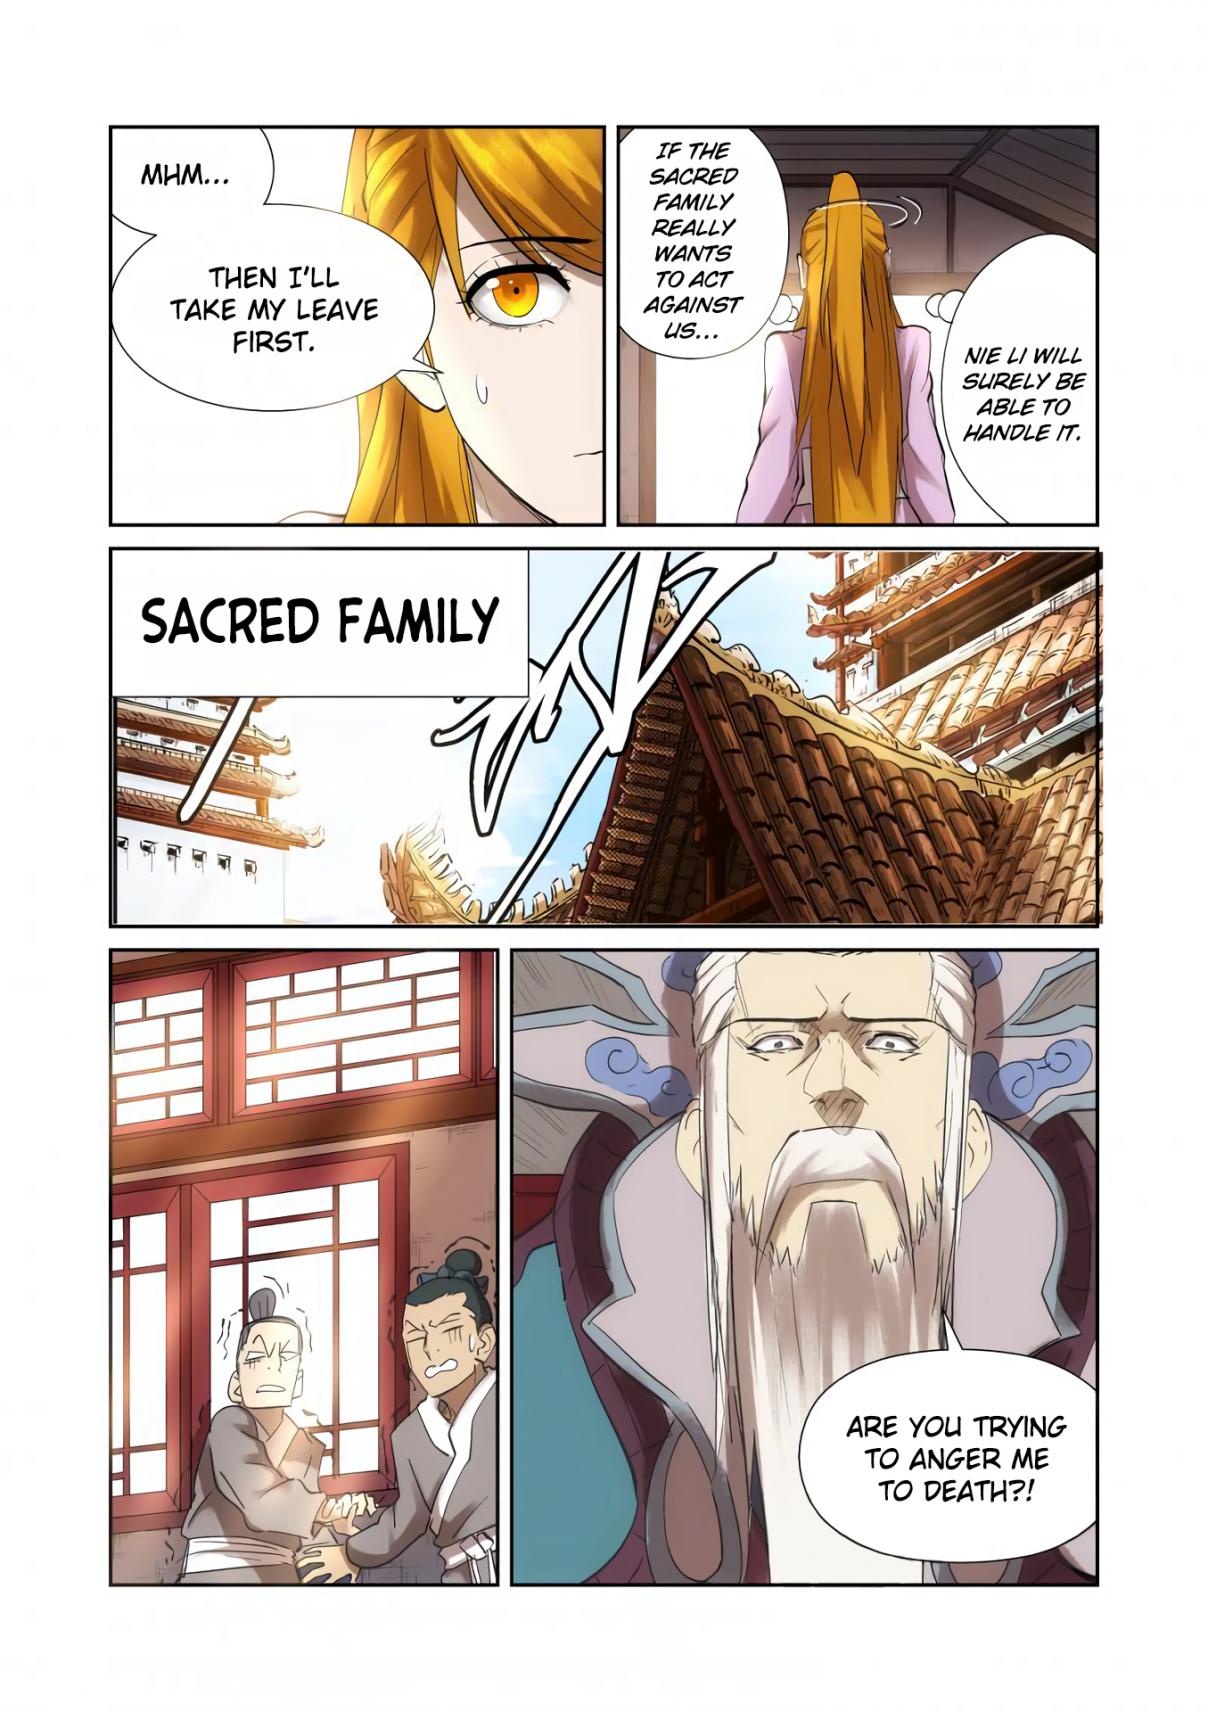 MHM...
THEN I'LL
TAKE MY LEAVE
FIRST.
IF THE
SACRED
FAMILY
REALLY
WANTS
TO ACT
AGAINST
US...
NIE LI WILL
SURELY BE
ABLE TO
HANDLE IT.
SACRED FAMILY
ARE YOU TRYING
TO ANGER ME
TO DEATH?!